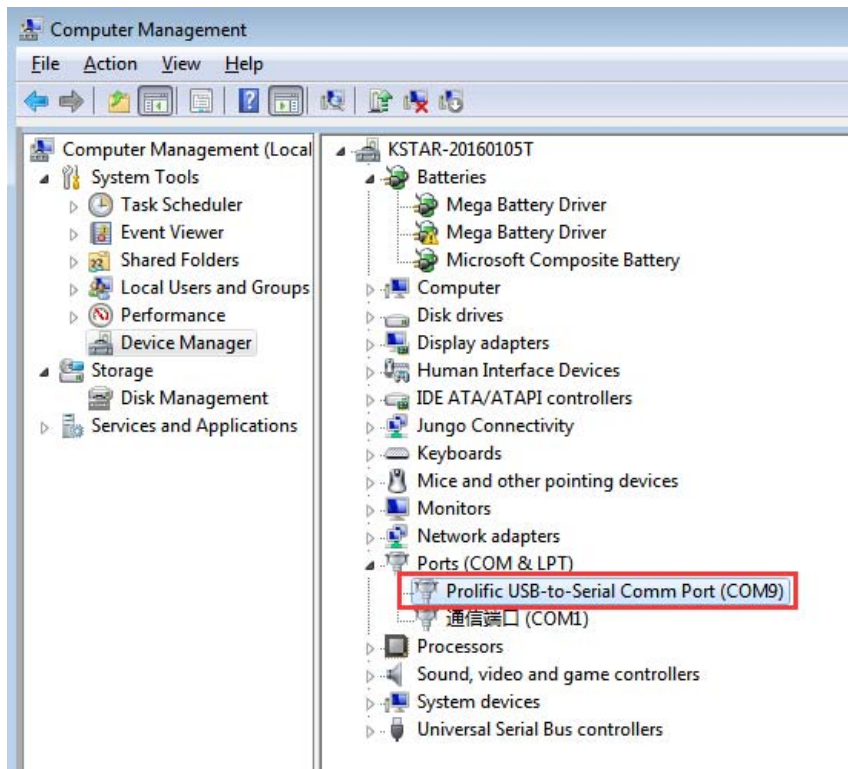 Computer Management
File Action View Help
Computer Management (Local
System Tools
Task Scheduler
Event Viewer
Shared Folders
Local Users and Groups
Performance
Device Manager
Storage
Disk Management
Services and Applications
KSTAR-20160105T
Batteries
Mega Battery Driver
Mega Battery Driver
Microsoft Composite Battery
Computer
Disk drives
Display adapters
Human Interface Devices
IDE ATA/ATAPI controllers
Jungo Connectivity
Keyboards
Mice and other pointing devices
Monitors
Network adapters
Ports (COM & LPT)
Prolific USB-to-Serial Comm Port (COM9)
通信端口 (COM1)
Processors
Sound, video and game controllers
System devices
Universal Serial Bus controllers